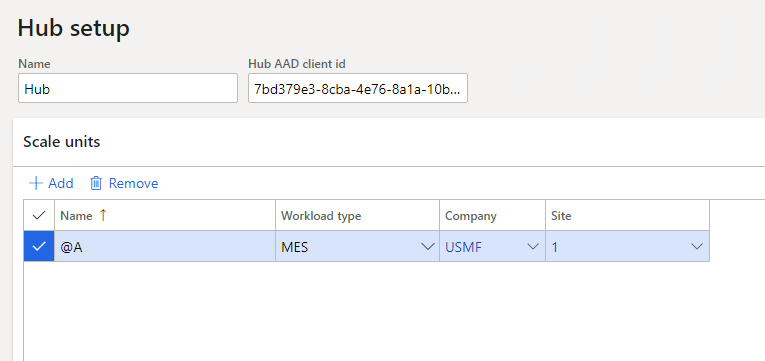 Hub setup
Name Hub AAD client id
Hub 7bd379e3-8cba-4e76-8a1a-10b...
Scale units
Add Remove
Name ↑ Workload type Company Site
@A MES USMF 1